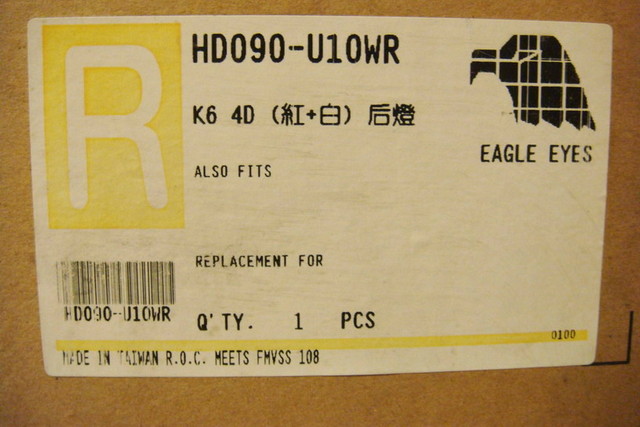 R
HD090-U10WR
K6 4D (紅+白) 后燈
EAGLE EYES
ALSO FITS
REPLACEMENT FOR
HD090-U10WR
Q'TY. 1 PCS
0100
MADE IN TAIWAN R.O.C. MEETS FMVSS 108